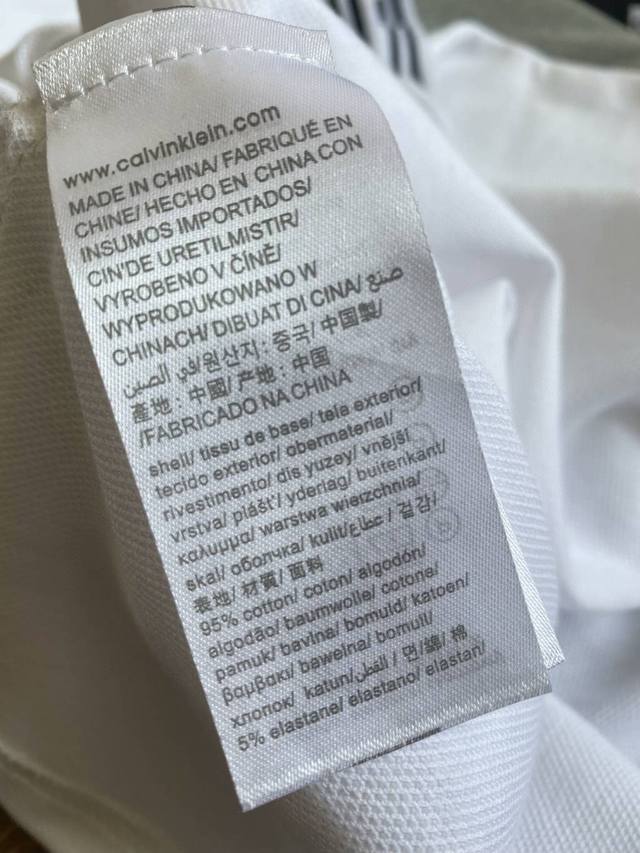 www.calvinklein.com
MADE IN CHINA/ FABRIQUÉ EN
CHINE/ HECHO EN CHINA CON
INSUMOS IMPORTADOS/
CIN'DE URETILMISTIR/
VYROBENO V ČÍNĚ/
WYPRODUKOWANO W
CHINACH/ DIBUAT DI CINA/ صنع
في الصين/원산지: 중국/ 中国製/
產地: 中國/ 产地: 中国
/FABRICADO NA CHINA
shell/ tissu de base/ tela exterior/
tecido exterior/ obermaterial/
rivestimento/ dis yuzey/ vnější
vrstva/ plášť/ yderlag/ buitenkant/
καλυμμα/ warstwa wierzchnia/
skal/ оболчка/ kulit/غطاء / 겉감/
表地/ 材質/ 面料
95% cotton/ coton/ algodón/
algodão/ baumwolle/ cotone/
pamuk/ bavlna/ bomuld/ katoen/
βαμβακι/ bawelna/ bomull/
хлопок/ katun/القطن / 면/ 綿/ 棉
5% elastane/ elastano/ elastan/